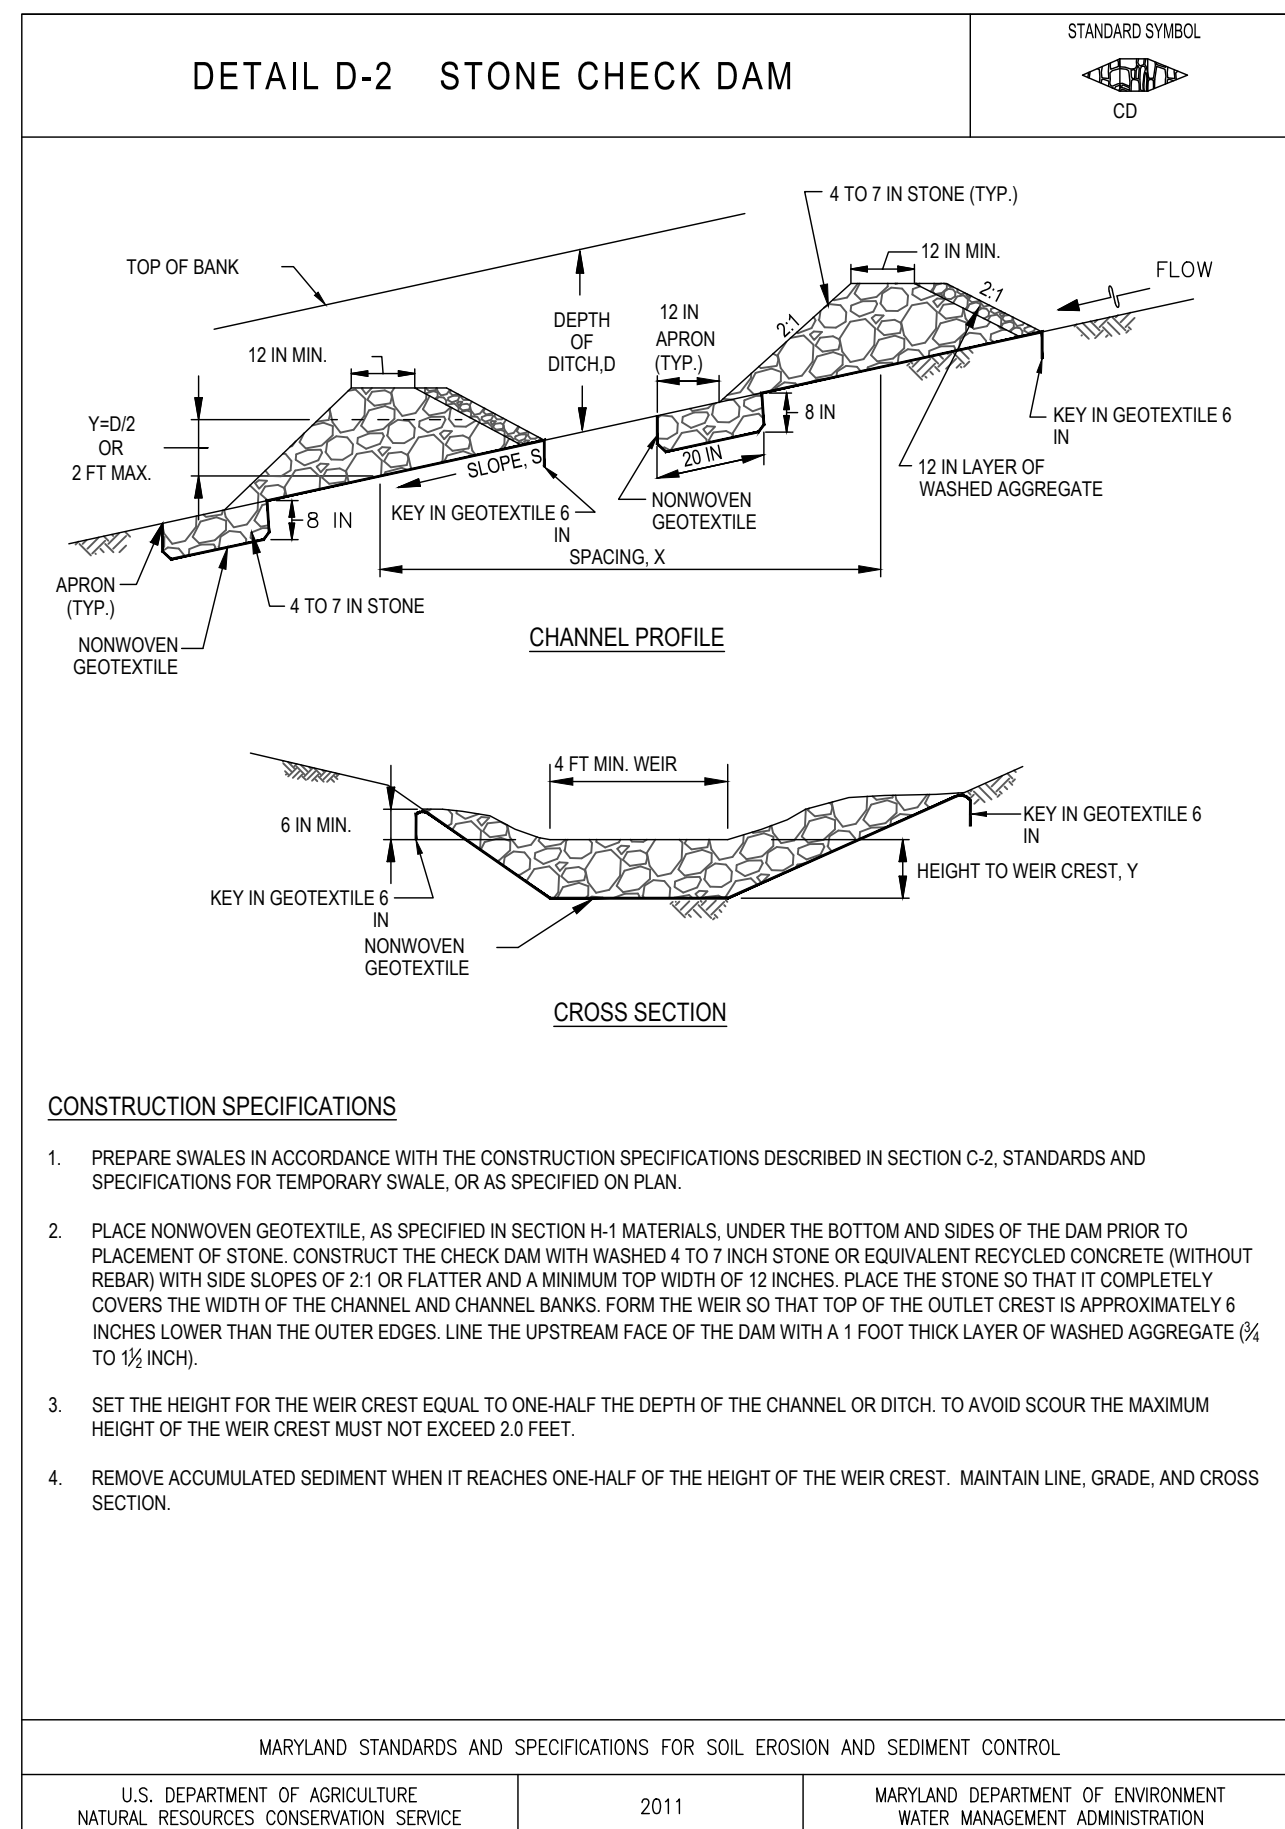 DETAIL D-2 STONE CHECK DAM
STANDARD SYMBOL
CD
4 TO 7 IN STONE (TYP.)
12 IN MIN.
FLOW
TOP OF BANK
2:1
2:1
DEPTH
OF
DITCH,D
12 IN
APRON
(TYP.)
12 IN MIN.
Y=D/2
OR
2 FT MAX.
8 IN
KEY IN GEOTEXTILE 6
IN
20 IN
SLOPE, S
12 IN LAYER OF
WASHED AGGREGATE
NONWOVEN
GEOTEXTILE
KEY IN GEOTEXTILE 6
IN
8 IN
SPACING, X
APRON
(TYP.)
4 TO 7 IN STONE
NONWOVEN
GEOTEXTILE
CHANNEL PROFILE
4 FT MIN. WEIR
6 IN MIN.
KEY IN GEOTEXTILE 6
IN
HEIGHT TO WEIR CREST, Y
KEY IN GEOTEXTILE 6
IN
NONWOVEN
GEOTEXTILE
CROSS SECTION
CONSTRUCTION SPECIFICATIONS
1. PREPARE SWALES IN ACCORDANCE WITH THE CONSTRUCTION SPECIFICATIONS DESCRIBED IN SECTION C-2, STANDARDS AND
SPECIFICATIONS FOR TEMPORARY SWALE, OR AS SPECIFIED ON PLAN.
2. PLACE NONWOVEN GEOTEXTILE, AS SPECIFIED IN SECTION H-1 MATERIALS, UNDER THE BOTTOM AND SIDES OF THE DAM PRIOR TO
PLACEMENT OF STONE. CONSTRUCT THE CHECK DAM WITH WASHED 4 TO 7 INCH STONE OR EQUIVALENT RECYCLED CONCRETE (WITHOUT
REBAR) WITH SIDE SLOPES OF 2:1 OR FLATTER AND A MINIMUM TOP WIDTH OF 12 INCHES. PLACE THE STONE SO THAT IT COMPLETELY
COVERS THE WIDTH OF THE CHANNEL AND CHANNEL BANKS. FORM THE WEIR SO THAT TOP OF THE OUTLET CREST IS APPROXIMATELY 6
INCHES LOWER THAN THE OUTER EDGES. LINE THE UPSTREAM FACE OF THE DAM WITH A 1 FOOT THICK LAYER OF WASHED AGGREGATE (¾
TO 1½ INCH).
3. SET THE HEIGHT FOR THE WEIR CREST EQUAL TO ONE-HALF THE DEPTH OF THE CHANNEL OR DITCH. TO AVOID SCOUR THE MAXIMUM
HEIGHT OF THE WEIR CREST MUST NOT EXCEED 2.0 FEET.
4. REMOVE ACCUMULATED SEDIMENT WHEN IT REACHES ONE-HALF OF THE HEIGHT OF THE WEIR CREST. MAINTAIN LINE, GRADE, AND CROSS
SECTION.
MARYLAND STANDARDS AND SPECIFICATIONS FOR SOIL EROSION AND SEDIMENT CONTROL
U.S. DEPARTMENT OF AGRICULTURE
NATURAL RESOURCES CONSERVATION SERVICE
2011
MARYLAND DEPARTMENT OF ENVIRONMENT
WATER MANAGEMENT ADMINISTRATION